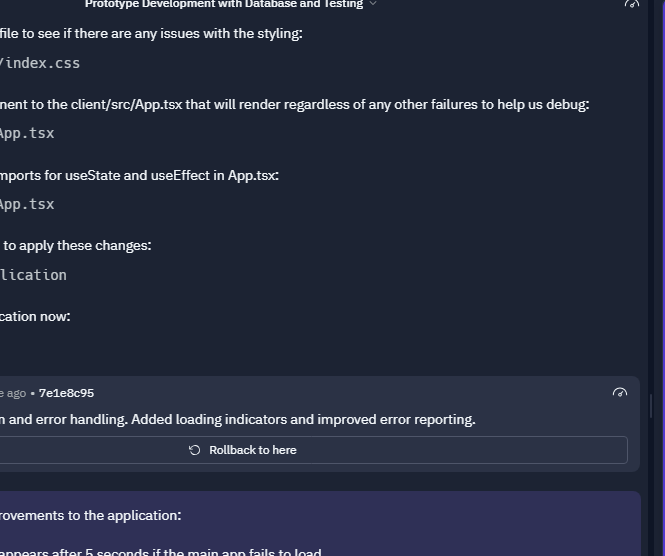 Prototype Development with Database and Testing
file to see if there are any issues with the styling:
/index.css
nent to the client/src/App.tsx that will render regardless of any other failures to help us debug:
App.tsx
mports for useState and useEffect in App.tsx:
App.tsx
to apply these changes:
lication
cation now:
e ago • 7e1e8c95
n and error handling. Added loading indicators and improved error reporting.
Rollback to here
rovements to the application:
appears after 5 seconds if the main app fails to load